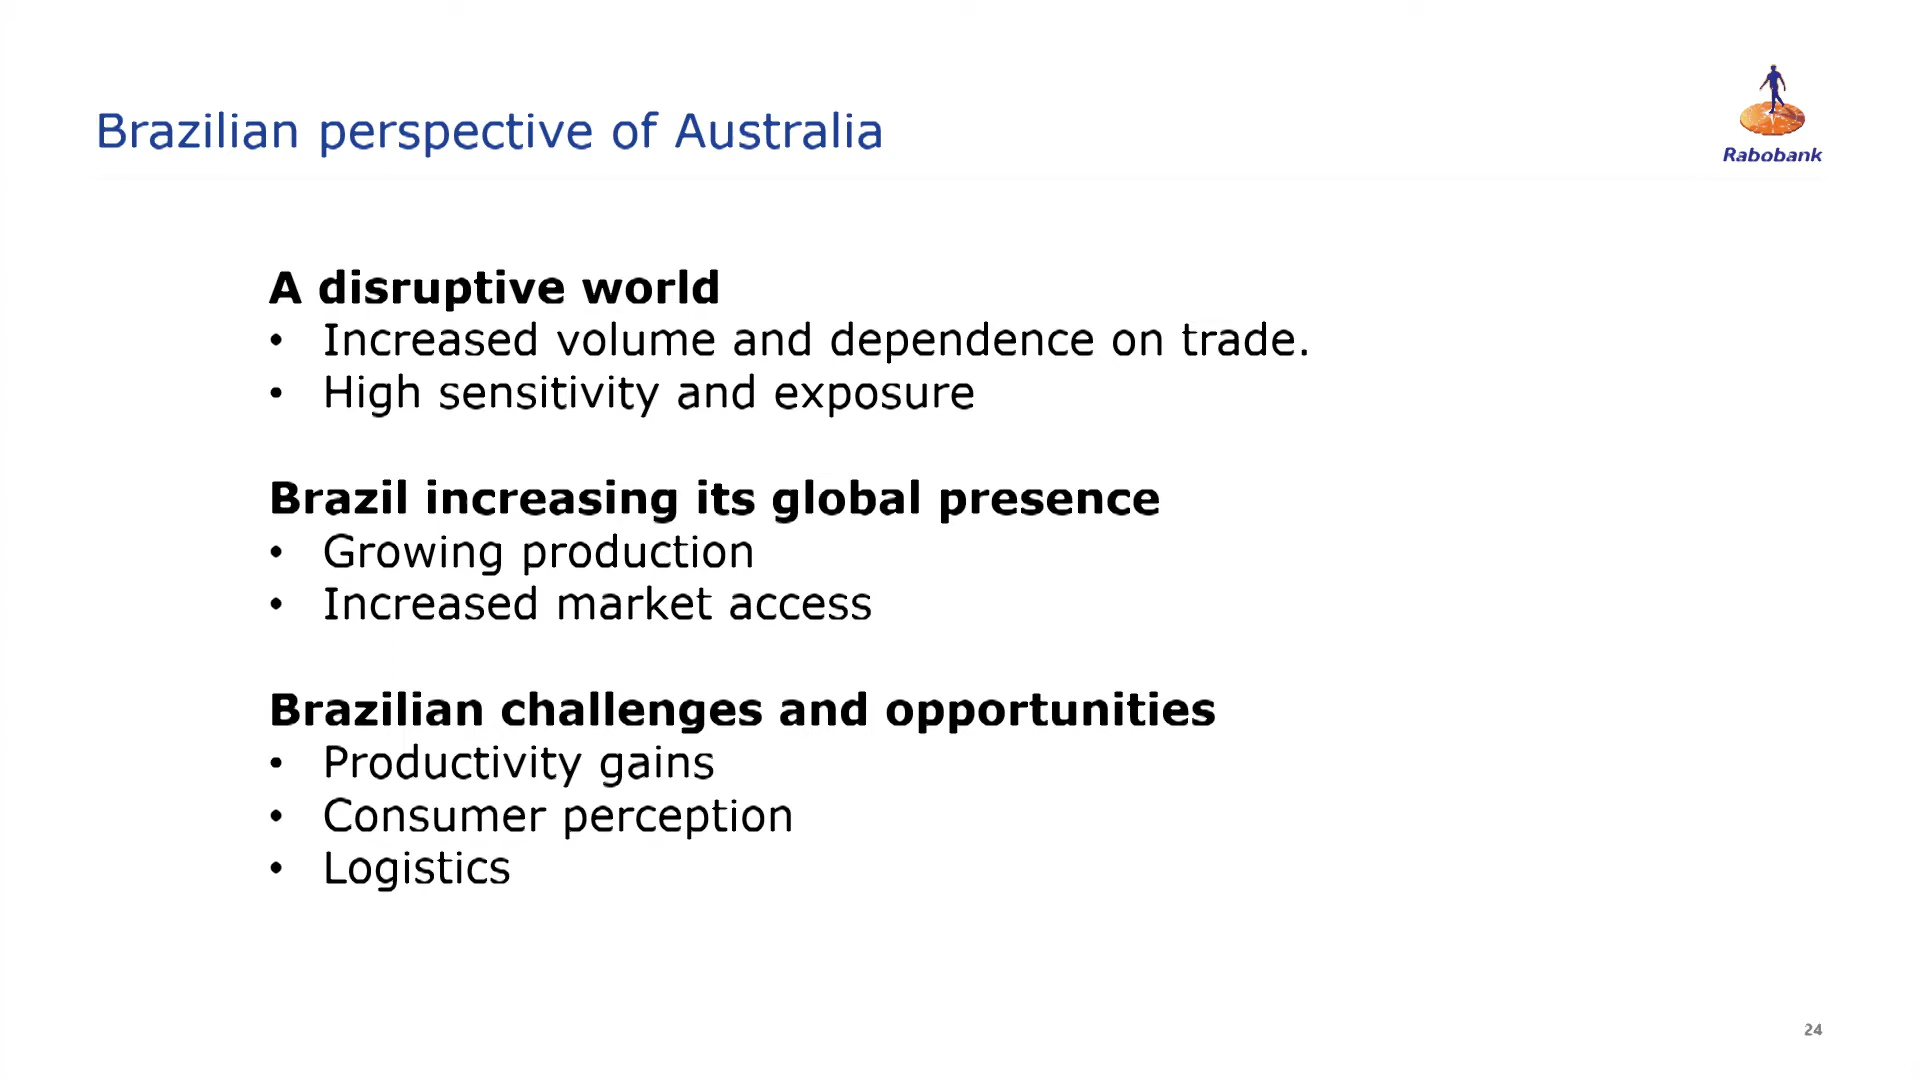 Brazilian perspective of Australia
Rabobank
A disruptive world
• Increased volume and dependence on trade.
• High sensitivity and exposure
Brazil increasing its global presence
• Growing production
• Increased market access
Brazilian challenges and opportunities
• Productivity gains
• Consumer perception
• Logistics
24